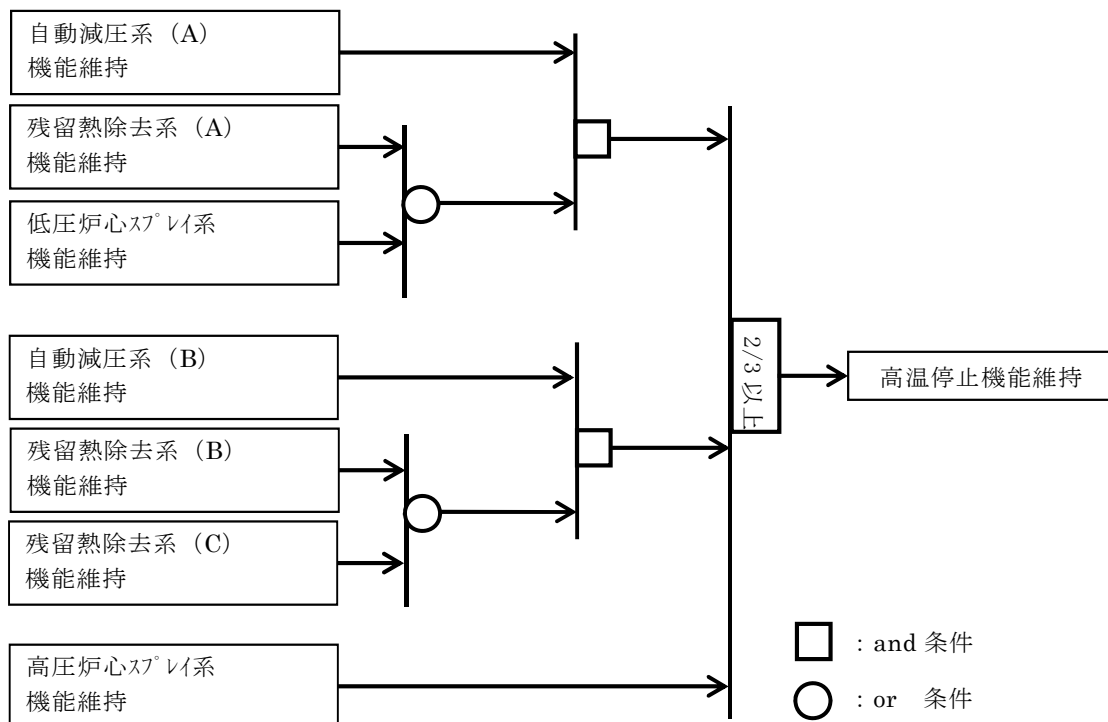 自動減圧系（A）
機能維持
残留熱除去系（A）
機能維持
低圧炉心ｽﾌﾟﾚｲ系
機能維持
自動減圧系（B）
機能維持
残留熱除去系（B）
機能維持
残留熱除去系（C）
機能維持
高圧炉心ｽﾌﾟﾚｲ系
機能維持
2/3 以上
高温停止機能維持
：and 条件
：or　条件